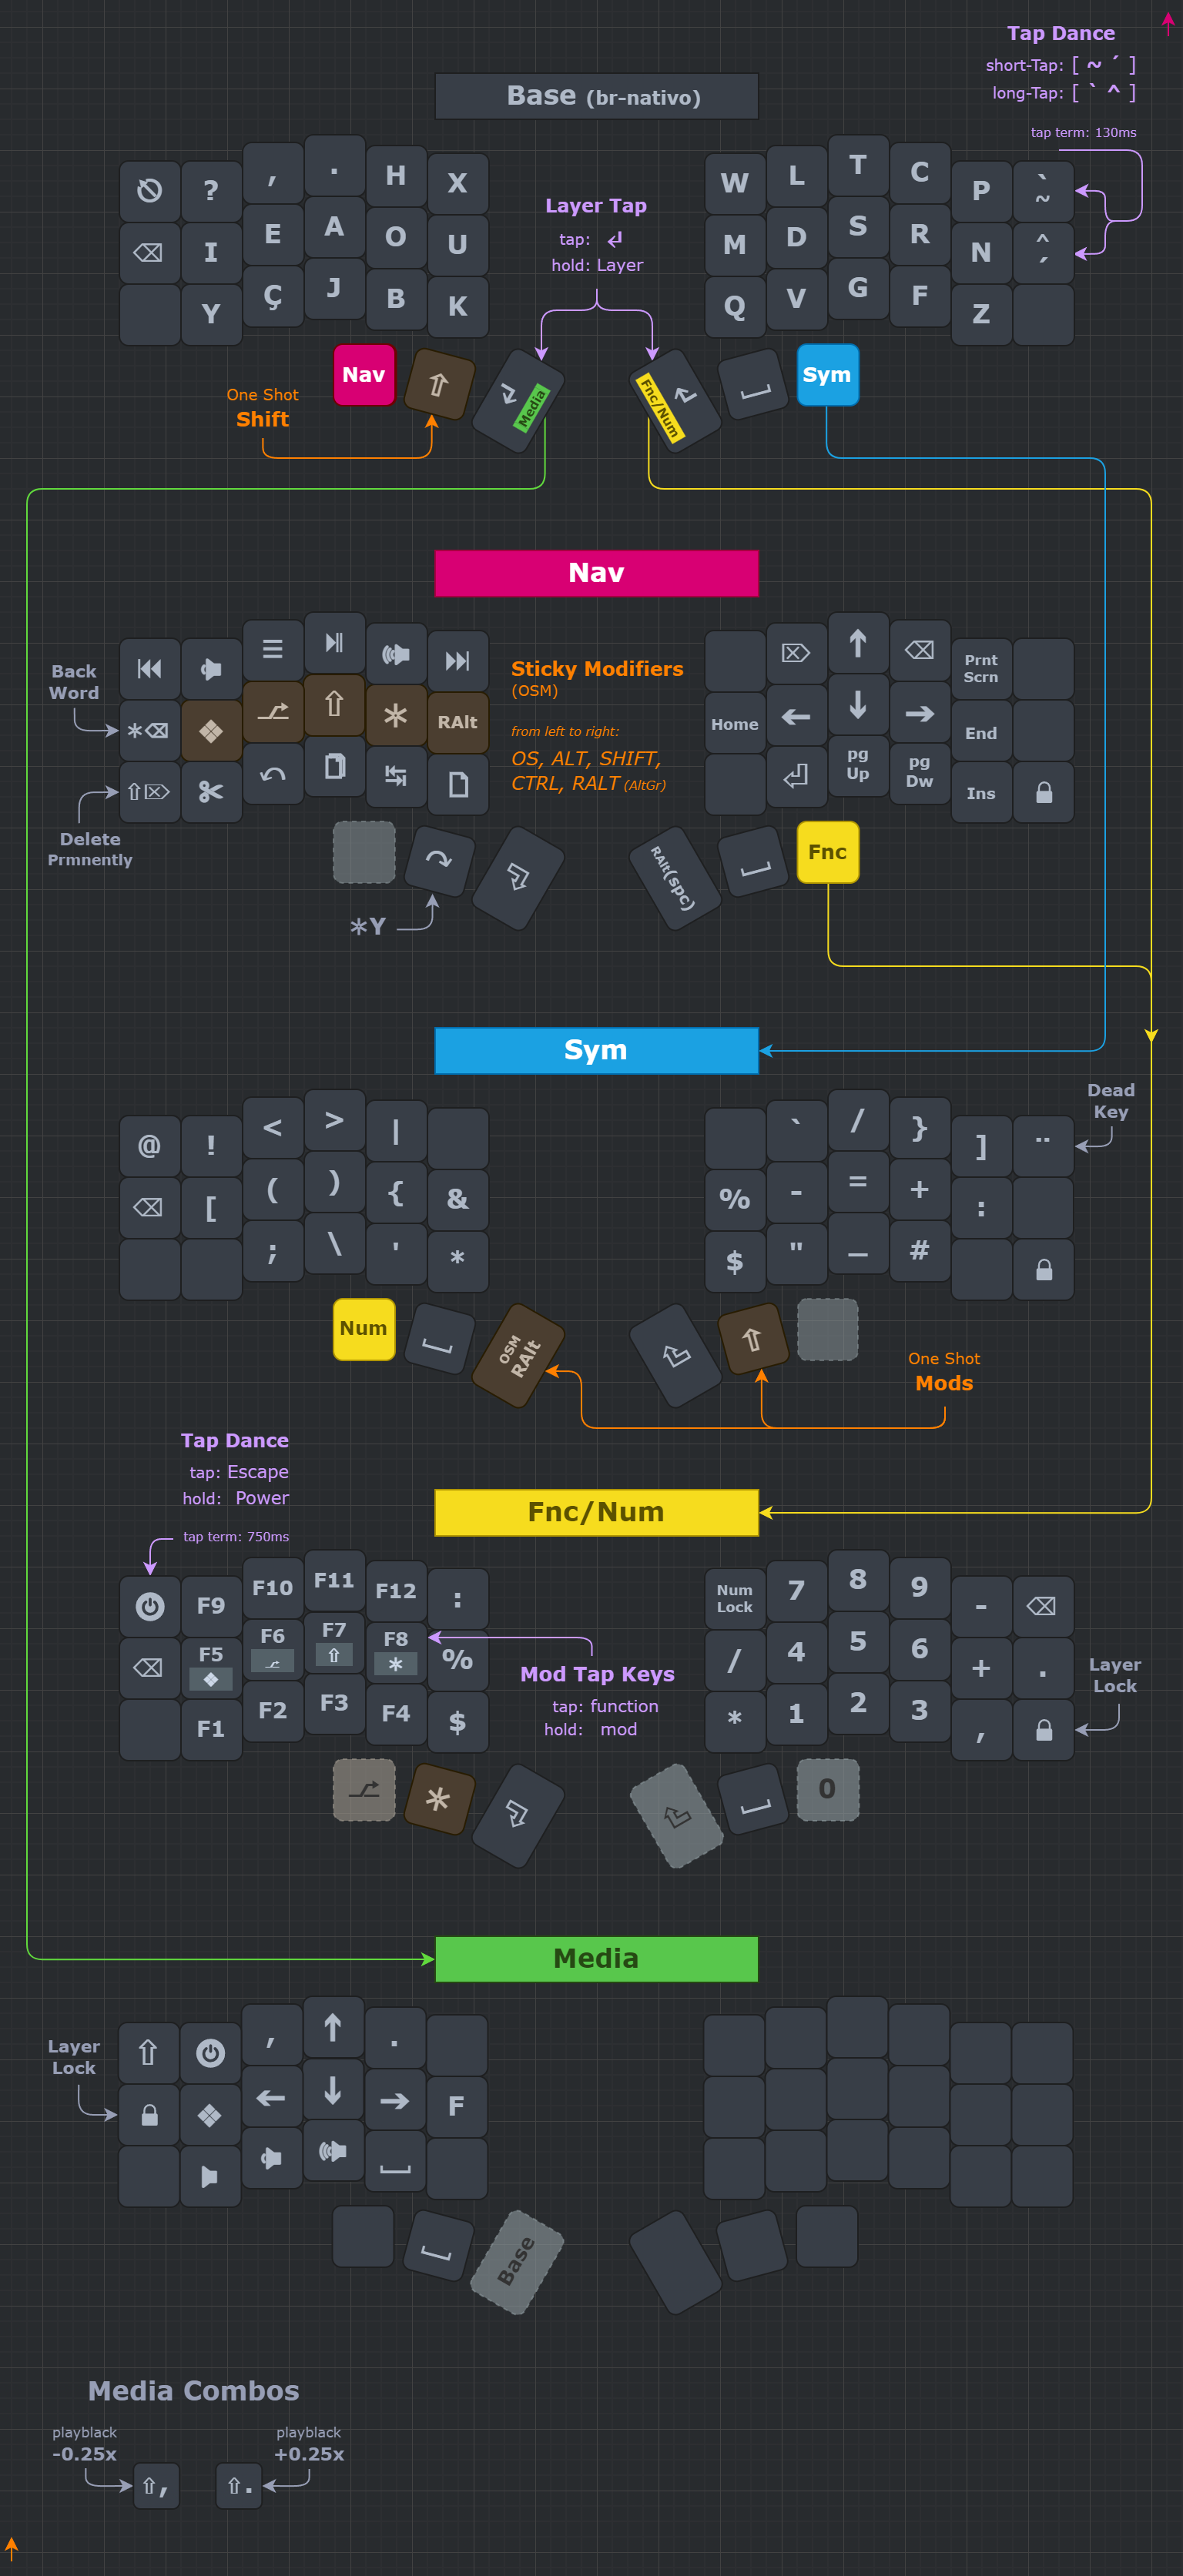 Tap Dance
short-Tap: [ ~ ´ ]
long-Tap: [ ` ^ ]
tap term: 130ms
Base (br-nativo)
? , . H X
W L T C P ` ~
I E A O U
M D S R N ^ ´
Y Ç J B K
Q V G F Z
Layer Tap
tap: ↲
hold: Layer
Nav ⇧ Media
Fnc/Num Sym
One Shot
Shift
Nav
Back
Word
Delete
Prmnently
*⌫ ❖ ⇧ * RAlt
⇧⌦
Sticky Modifiers
(OSM)
from left to right:
OS, ALT, SHIFT,
CTRL, RALT (AltGr)
⌦ ↑ ⌫ Prnt
Scrn
Home ← ↓ → End
pg
Up
pg
Dw
Ins
RAlt(spc)
Fnc
*Y
Sym
Dead
Key
@ ! < > |
` / } ] ¨
⌫ [ ( ) { &
% - = + :
; \ ' *
$ " _ #
Num
OSM
RAlt
⇧
One Shot
Mods
Tap Dance
tap: Escape
hold: Power
tap term: 750ms
Fnc/Num
F9 F10 F11 F12 :
Num
Lock
7 8 9 - ⌫
⌫ F5 F6 F7 F8 %
❖ ⇧ *
/ 4 5 6 + .
F1 F2 F3 F4 $
* 1 2 3 ,
Mod Tap Keys
tap: function
hold: mod
Layer
Lock
*
0
Media
Layer
Lock
⇧ , ↑ .
❖ ← ↓ → F
Base
Media Combos
playblack
-0.25x
playblack
+0.25x
⇧,
⇧.